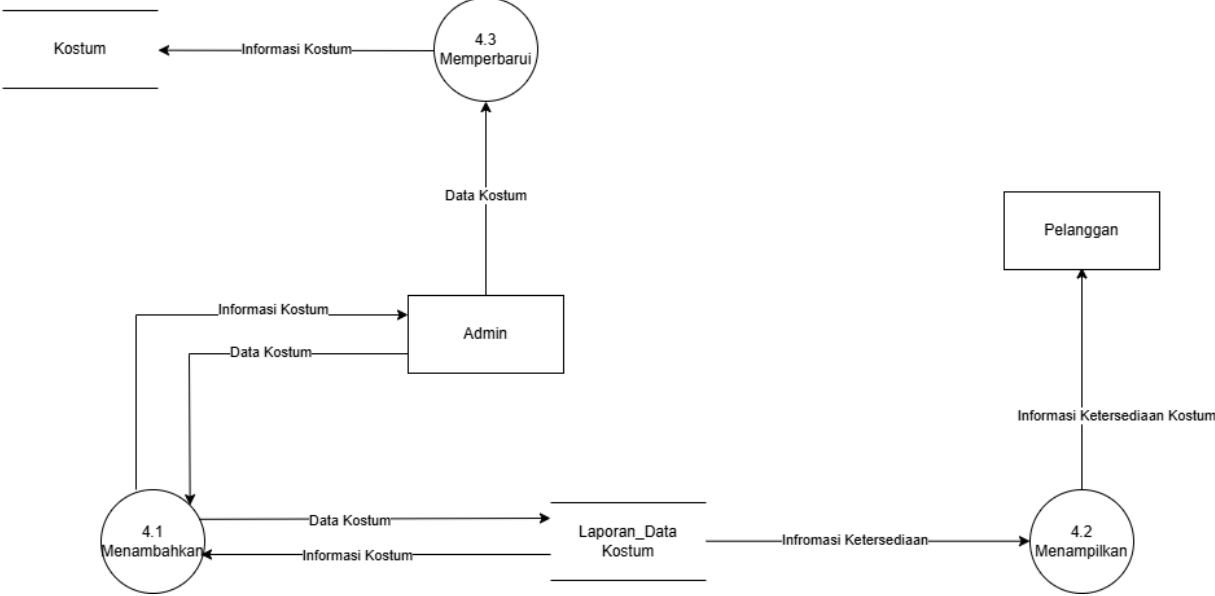 Kostum
Informasi Kostum
4.3
Memperbarui
Data Kostum
Pelanggan
Informasi Kostum
Admin
Data Kostum
Informasi Ketersediaan Kostum
4.1
Menambahkan
Data Kostum
Informasi Kostum
Laporan_Data
Kostum
Infromasi Ketersediaan
4.2
Menampilkan